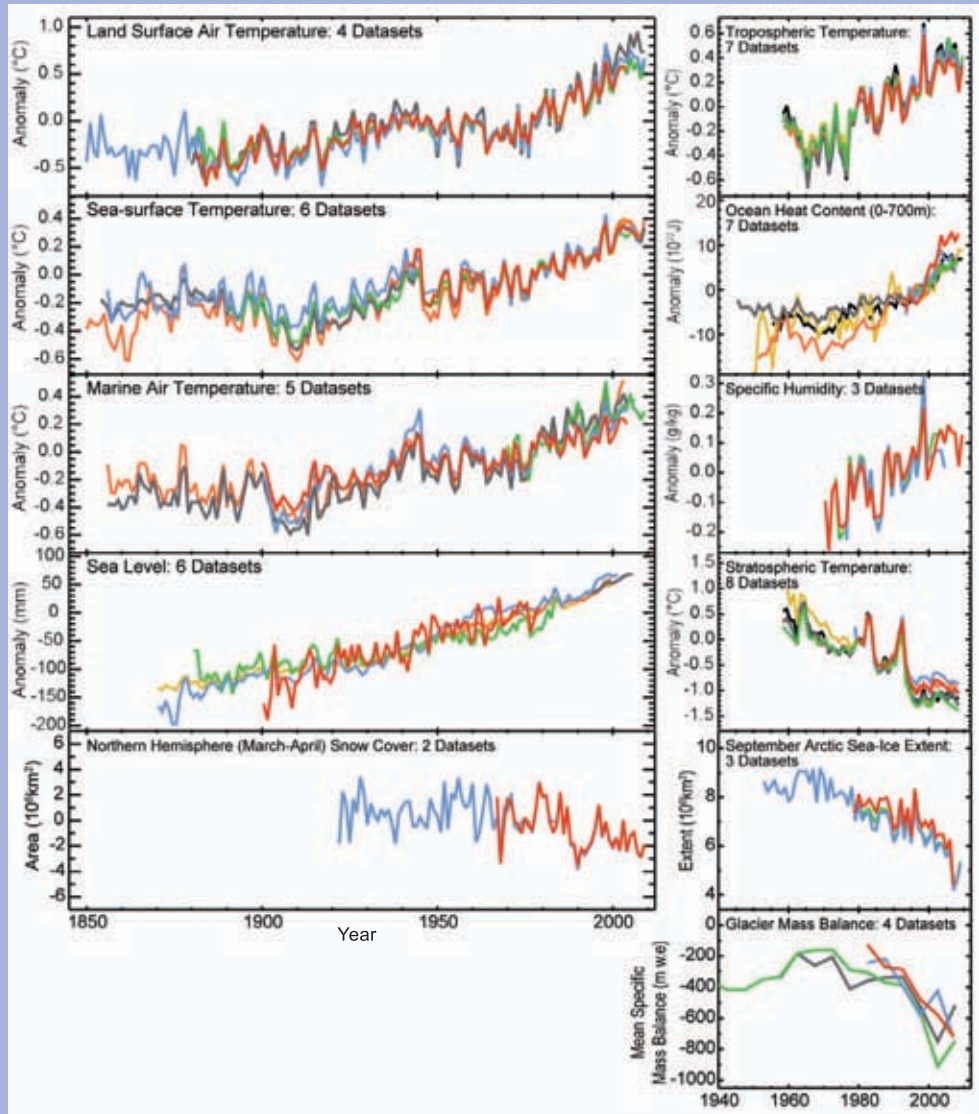 Land Surface Air Temperature: 4 Datasets
Anomaly (°C)
1.0
0.5
0.0
-0.5
Sea-surface Temperature: 6 Datasets
Anomaly (°C)
0.4
0.2
0.0
-0.2
-0.4
-0.6
Marine Air Temperature: 5 Datasets
Anomaly (°C)
0.4
0.2
0.0
-0.2
-0.4
-0.6
Sea Level: 6 Datasets
Anomaly (mm)
100
50
0
-50
-100
-150
-200
Northern Hemisphere (March-April) Snow Cover: 2 Datasets
Area (10⁶km²)
6
4
2
0
-2
-4
-6
1850
1900
1950
2000
Year
Tropospheric Temperature:
7 Datasets
Anomaly (°C)
0.6
0.4
0.2
0.0
-0.2
-0.4
-0.6
Ocean Heat Content (0-700m):
7 Datasets
Anomaly (10²²J)
20
10
0
-10
Specific Humidity: 3 Datasets
Anomaly (g/kg)
0.3
0.2
0.1
0.0
-0.1
-0.2
Stratospheric Temperature:
8 Datasets
Anomaly (°C)
1.5
1.0
0.5
0.0
-0.5
-1.0
-1.5
September Arctic Sea-Ice Extent:
3 Datasets
Extent (10⁶km²)
10
8
6
4
Glacier Mass Balance: 4 Datasets
Mean Specific
Mass Balance (m w.e)
0
-200
-400
-600
-800
-1000
1940
1960
1980
2000